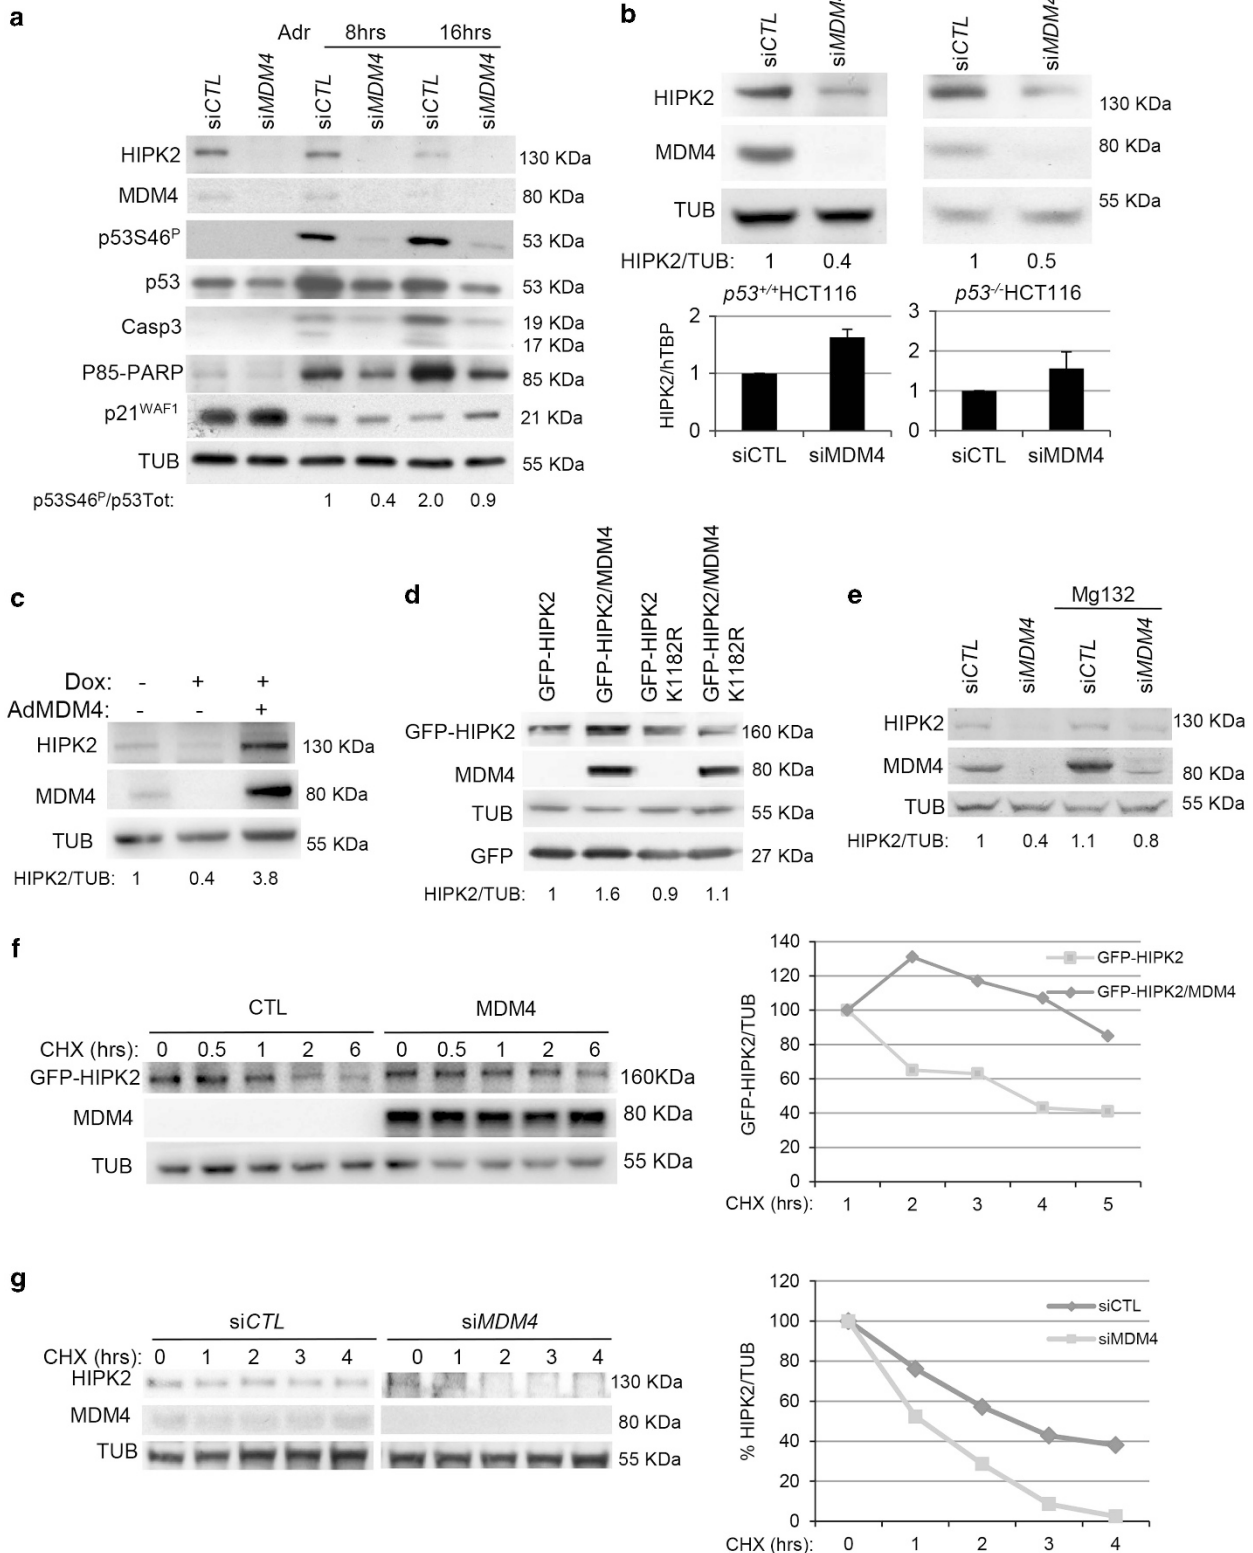 a
Adr 8hrs 16hrs
siCTL siMDM4 siCTL siMDM4 siCTL siMDM4
HIPK2 130 KDa
MDM4 80 KDa
p53S46P 53 KDa
p53 53 KDa
Casp3 19 KDa
17 KDa
P85-PARP 85 KDa
p21WAF1 21 KDa
TUB 55 KDa
p53S46P/p53Tot: 1 0.4 2.0 0.9
b
siCTL siMDM4 siCTL siMDM4
HIPK2 130 KDa
MDM4 80 KDa
TUB 55 KDa
HIPK2/TUB: 1 0.4 1 0.5
p53+/+HCT116 p53-/-HCT116
HIPK2/hTBP
2
1
0
siCTL siMDM4
3
2
1
0
siCTL siMDM4
c
Dox: - + +
AdMDM4: - - +
HIPK2 130 KDa
MDM4 80 KDa
TUB 55 KDa
HIPK2/TUB: 1 0.4 3.8
d
GFP-HIPK2
GFP-HIPK2/MDM4
GFP-HIPK2
K1182R
GFP-HIPK2/MDM4
K1182R
GFP-HIPK2 160 KDa
MDM4 80 KDa
TUB 55 KDa
GFP 27 KDa
HIPK2/TUB: 1 1.6 0.9 1.1
e
Mg132
siCTL siMDM4 siCTL siMDM4
HIPK2 130 KDa
MDM4 80 KDa
TUB 55 KDa
HIPK2/TUB: 1 0.4 1.1 0.8
f
CTL MDM4
CHX (hrs): 0 0.5 1 2 6 0 0.5 1 2 6
GFP-HIPK2 160KDa
MDM4 80 KDa
TUB 55 KDa
GFP-HIPK2/TUB
140
120
100
80
60
40
20
0
GFP-HIPK2
GFP-HIPK2/MDM4
CHX (hrs): 1 2 3 4 5
g
siCTL siMDM4
CHX (hrs): 0 1 2 3 4 0 1 2 3 4
HIPK2 130 KDa
MDM4 80 KDa
TUB 55 KDa
% HIPK2/TUB
120
100
80
60
40
20
0
siCTL
siMDM4
CHX (hrs): 0 1 2 3 4